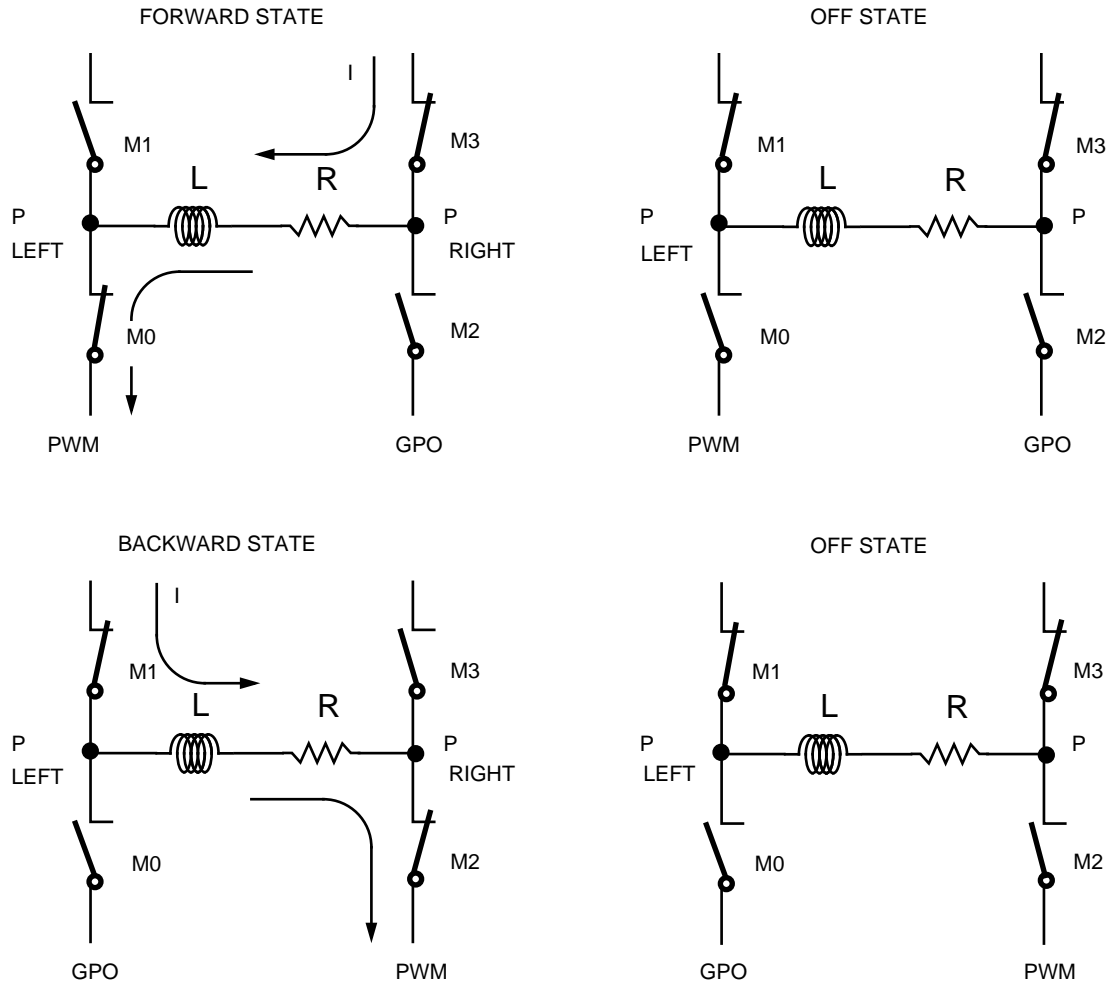 FORWARD STATE
I
M1
M3
L
R
P
LEFT
P
RIGHT
M0
M2
PWM
GPO
OFF STATE
M1
M3
L
R
P
LEFT
P
M0
M2
PWM
GPO
BACKWARD STATE
I
M1
M3
L
R
P
LEFT
P
RIGHT
M0
M2
GPO
PWM
OFF STATE
M1
M3
L
R
P
LEFT
P
M0
M2
GPO
PWM